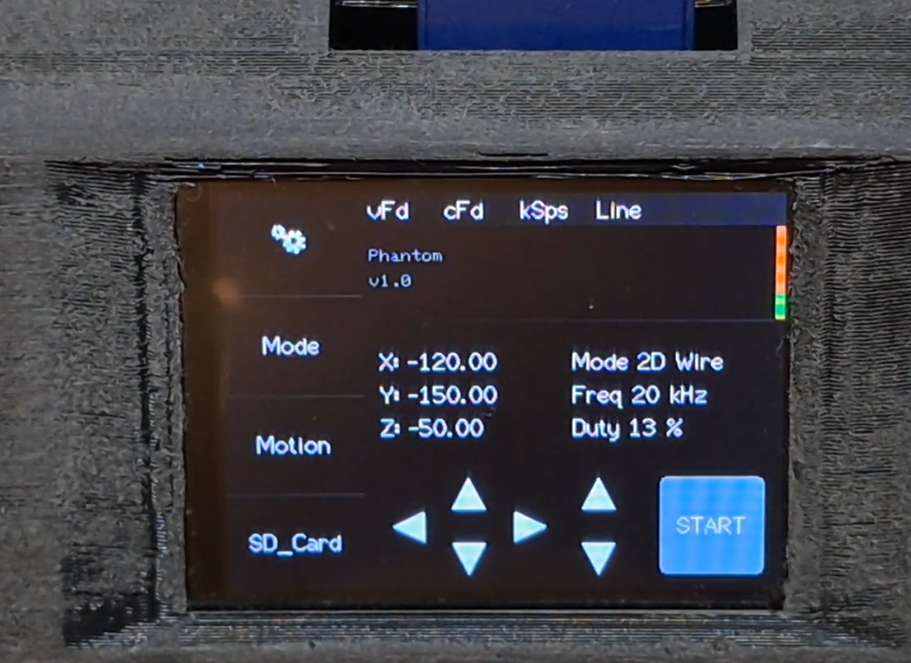 vFd cFd kSps Line
Phantom
v1.0
Mode
Motion
SD_Card
X: -120.00
Y: -150.00
Z: -50.00
Mode 2D Wire
Freq 20 kHz
Duty 13 %
START